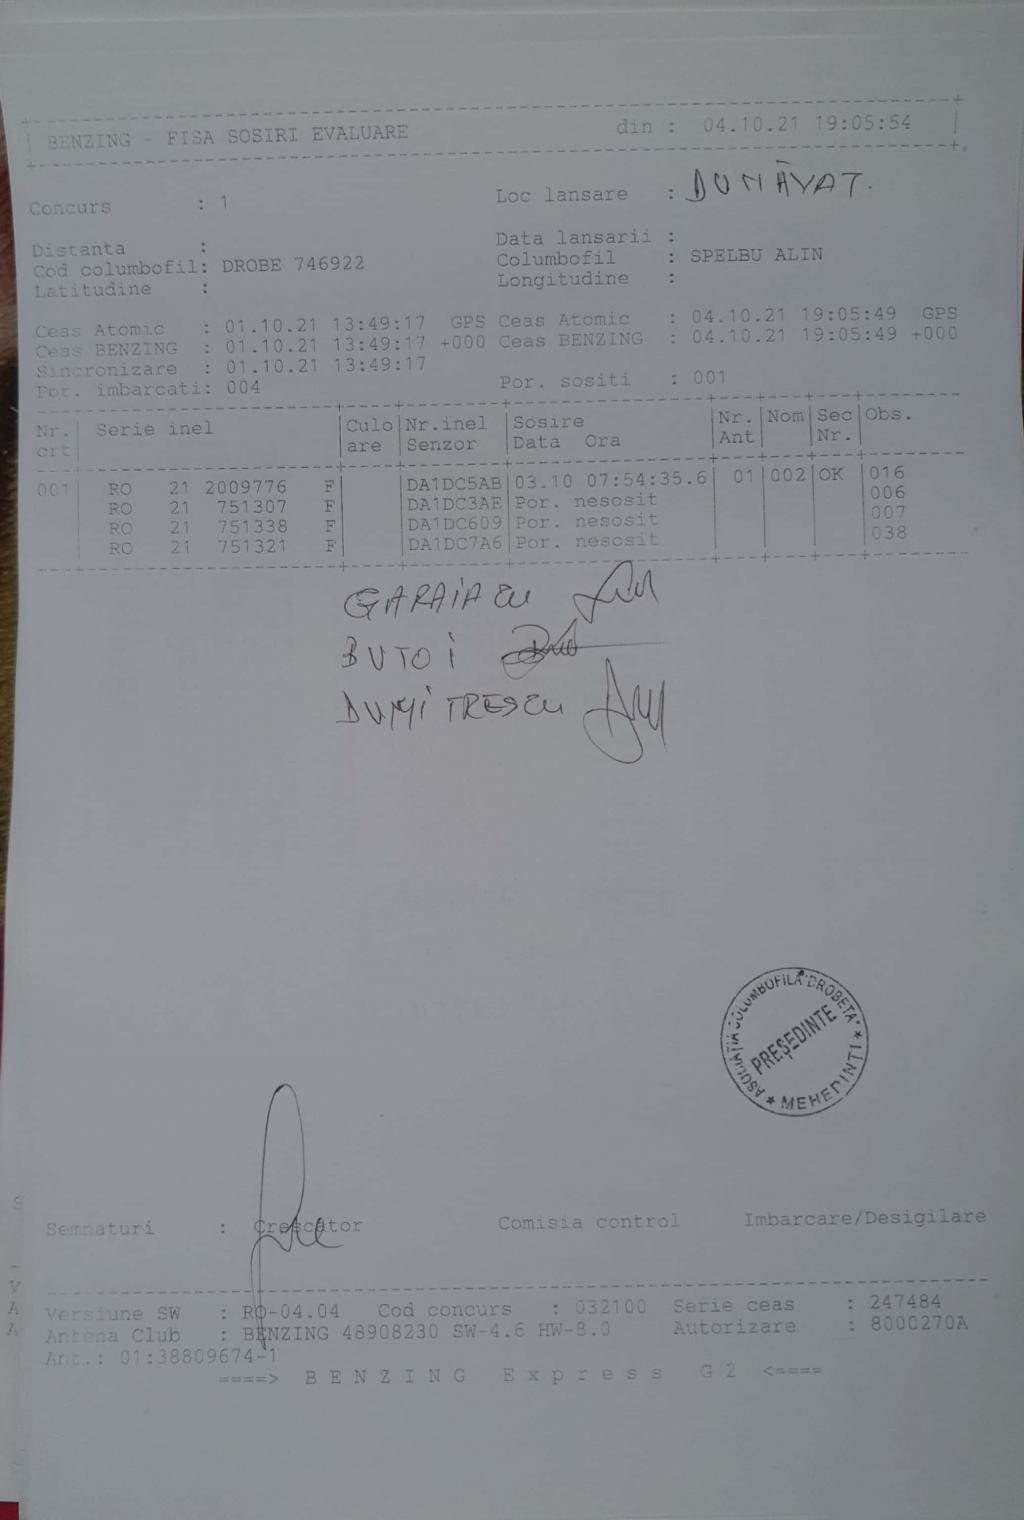 BENZING - FISA SOSIRI EVALUARE din : 04.10.21 19:05:54
Concurs : 1 Loc lansare : DUNĂVAT.
Distanta : Data lansarii :
Cod columbofil: DROBE 746922 Columbofil : SPELBU ALIN
Latitudine : Longitudine :
Ceas Atomic : 01.10.21 13:49:17 GPS Ceas Atomic : 04.10.21 19:05:49 GPS
Ceas BENZING : 01.10.21 13:49:17 +000 Ceas BENZING : 04.10.21 19:05:49 +000
Sincronizare : 01.10.21 13:49:17
Por. imbarcati: 004 Por. sositi : 001
Nr. Serie inel Culo Nr.inel Sosire Nr. Nom Sec Obs.
crt are Senzor Data Ora Ant Nr.
001 RO 21 2009776 F DA1DC5AB 03.10 07:54:35.6 01 002 OK 016
RO 21 751307 F DA1DC3AE Por. nesosit 006
RO 21 751338 F DA1DC609 Por. nesosit 007
RO 21 751321 F DA1DC7A6 Por. nesosit 038
GARAIACU
BUTOI
DUMITRESCU
ASOCIAȚIA COLUMBOFILĂ "DROBETA" * MEHEDINȚI *
PREȘEDINTE
Semnaturi : Crescator Comisia control Imbarcare/Desigilare
Versiune SW : RO-04.04 Cod concurs : 032100 Serie ceas : 247484
Antena Club : BENZING 48908230 SW-4.6 HW-8.0 Autorizare : 8000270A
Ant.: 01:38809674-1
====> B E N Z I N G E x p r e s s G 2 <====